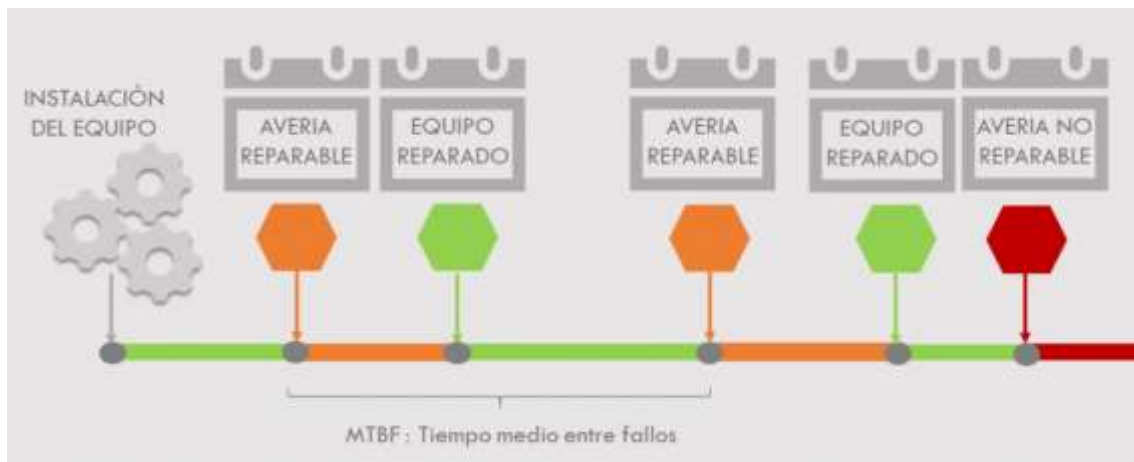 INSTALACIÓN
DEL EQUIPO
AVERIA
REPARABLE
EQUIPO
REPARADO
AVERIA
REPARABLE
EQUIPO
REPARADO
AVERIA NO
REPARABLE
MTBF : Tiempo medio entre fallos